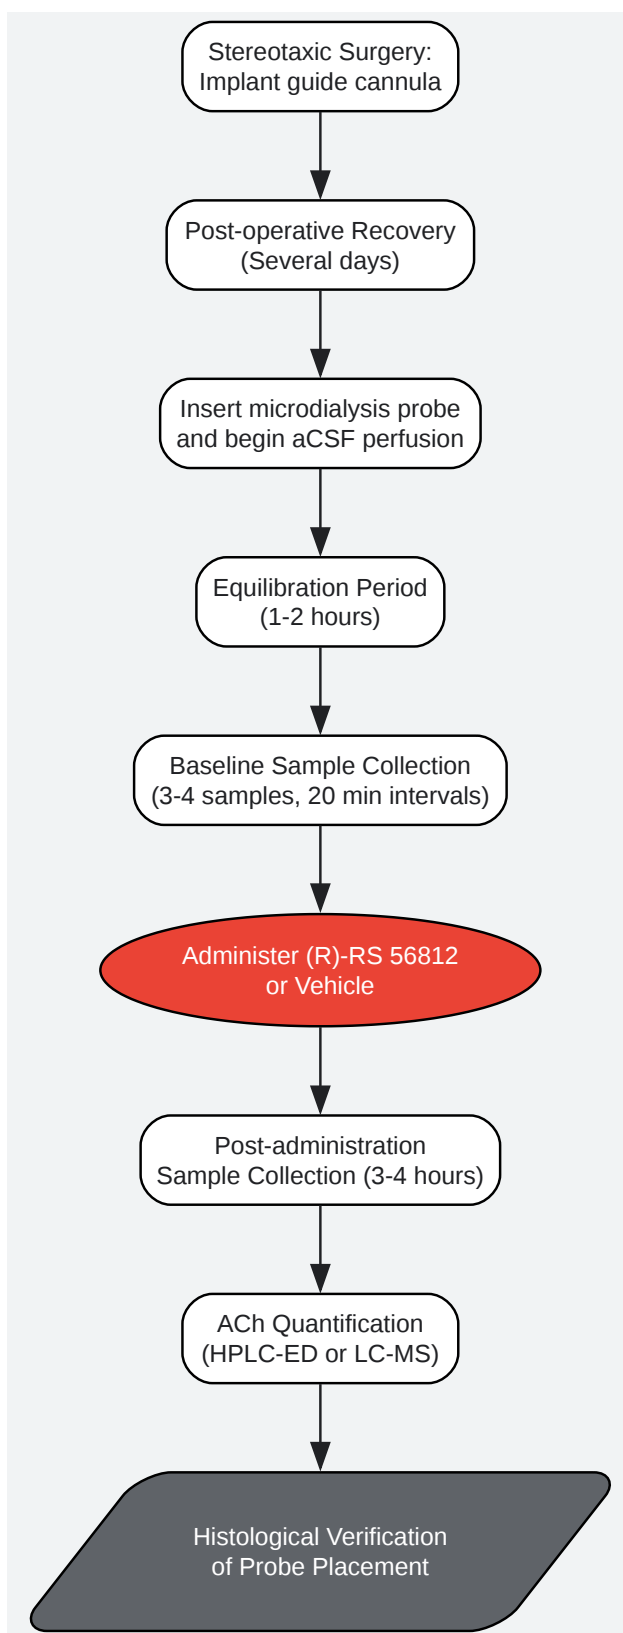 Stereotaxic Surgery:
Implant guide cannula
Post-operative Recovery
(Several days)
Insert microdialysis probe
and begin aCSF perfusion
Equilibration Period
(1-2 hours)
Baseline Sample Collection
(3-4 samples, 20 min intervals)
Administer (R)-RS 56812
or Vehicle
Post-administration
Sample Collection (3-4 hours)
ACh Quantification
(HPLC-ED or LC-MS)
Histological Verification
of Probe Placement